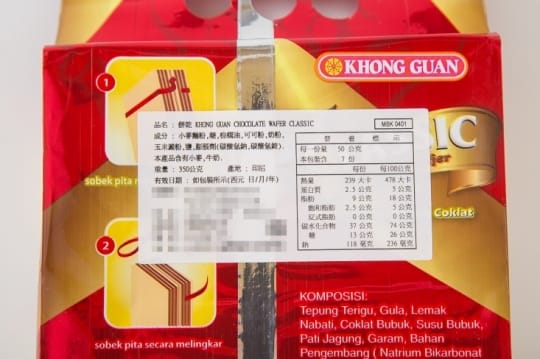 KHONG GUAN
1
sobek pita m
品名 : 餅乾 KHONG GUAN CHOCOLATE WAFER CLASSIC
成分 : 小麥麵粉,糖,棕櫚油,可可粉,奶粉,
玉米澱粉,鹽,膨脹劑(碳酸氫鈉,碳酸氫銨).
本產品含有小麥,牛奶.
重量 : 350公克 產地 : 印尼
有效日期 : 如包裝所示(西元 日/月/年)
MBK 0401
營 養 標 示
每一份量 50 公克
本包裝含 7 份
每份 每100公克
熱量 239 大卡 478 大卡
蛋白質 2.5 公克 5 公克
脂肪 9 公克 18 公克
飽和脂肪 2.5 公克 5 公克
反式脂肪 0 公克 0 公克
碳水化合物 37 公克 74 公克
糖 13 公克 26 公克
鈉 118 毫克 236 毫克
SIC
jer
Coklat
2
sobek pita secara melingkar
KOMPOSISI:
Tepung Terigu, Gula, Lemak
Nabati, Coklat Bubuk, Susu Bubuk,
Pati Jagung, Garam, Bahan
Pengembang ( Natrium Bikarbonat